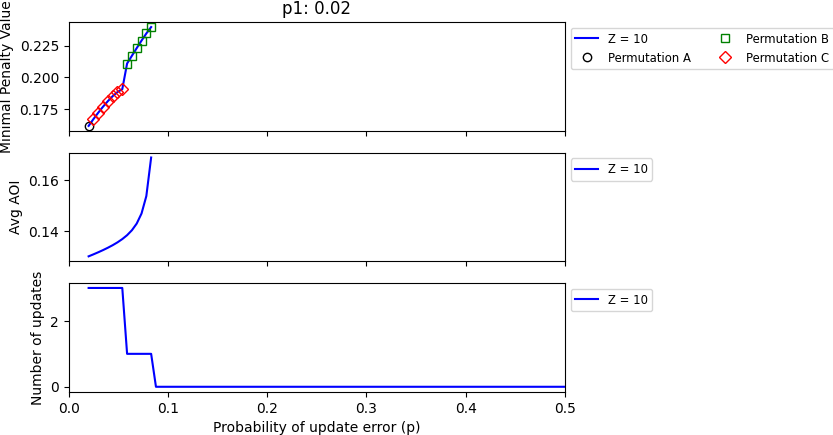 p1: 0.02
Minimal Penalty Value
0.225
0.200
0.175
Z = 10
Permutation A
Permutation B
Permutation C
Avg AOI
0.16
0.14
Z = 10
Number of updates
2
0
Z = 10
0.0 0.1 0.2 0.3 0.4 0.5
Probability of update error (p)